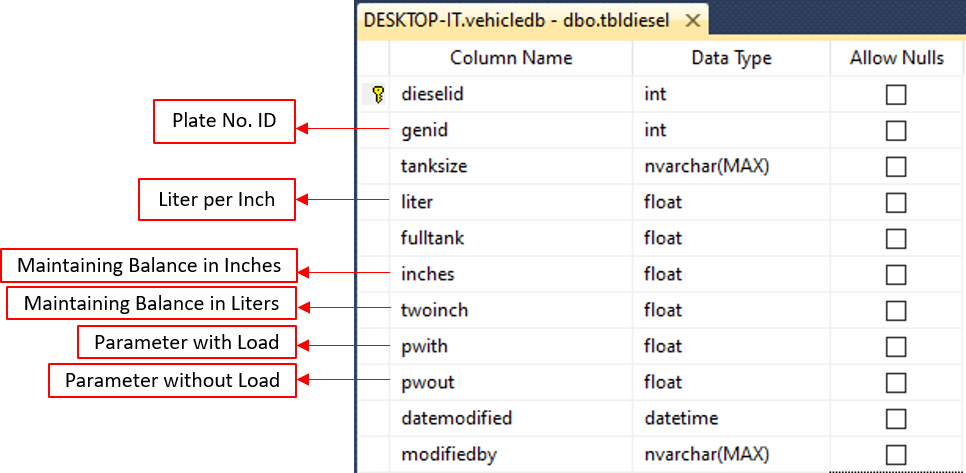 DESKTOP-IT.vehicledb - dbo.tbldiesel
Column Name Data Type Allow Nulls
dieselid int
Plate No. ID genid int
tanksize nvarchar(MAX)
Liter per Inch liter float
fulltank float
Maintaining Balance in Inches inches float
Maintaining Balance in Liters twoinch float
Parameter with Load pwith float
Parameter without Load pwout float
datemodified datetime
modifiedby nvarchar(MAX)